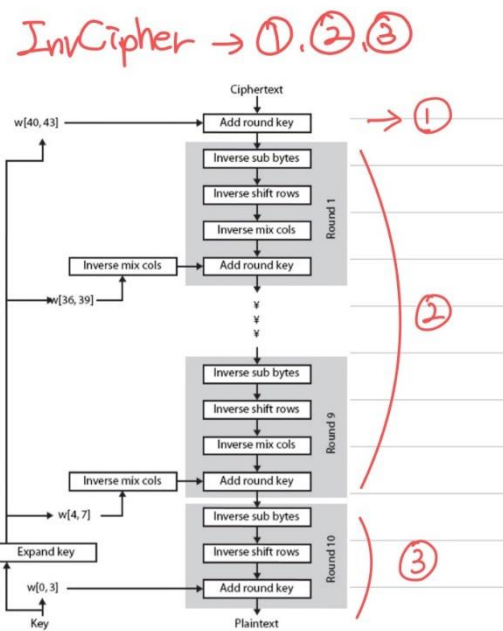 InvCipher → ①, ②, ③
Ciphertext
w[40, 43]
Add round key
→ ①
Inverse sub bytes
Inverse shift rows
Inverse mix cols
Round 1
Inverse mix cols
Add round key
w[36, 39]
¥
¥
¥
②
Inverse sub bytes
Inverse shift rows
Inverse mix cols
Round 9
Inverse mix cols
Add round key
w[4, 7]
Inverse sub bytes
Expand key
Inverse shift rows
Round 10
③
w[0, 3]
Add round key
Key
Plaintext